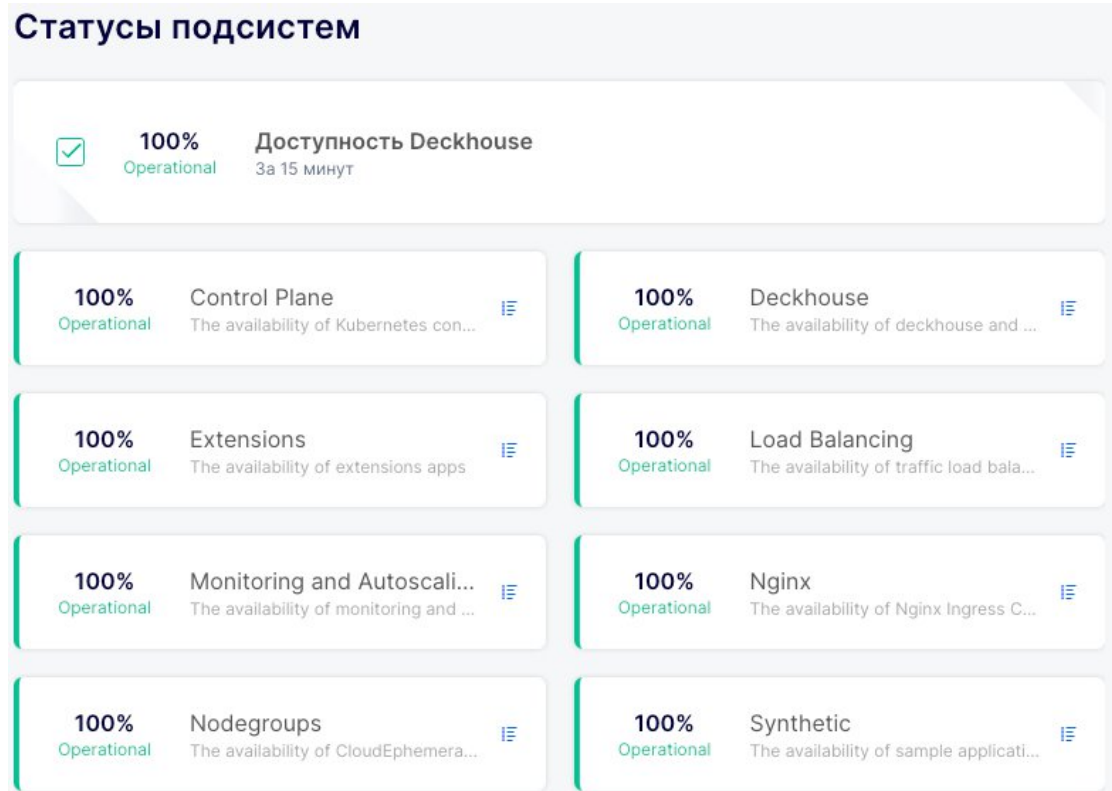 Статусы подсистем
100%
Operational
Доступность Deckhouse
За 15 минут
100%
Operational
Control Plane
The availability of Kubernetes con...
100%
Operational
Deckhouse
The availability of deckhouse and ...
100%
Operational
Extensions
The availability of extensions apps
100%
Operational
Load Balancing
The availability of traffic load bala...
100%
Operational
Monitoring and Autoscali...
The availability of monitoring and ...
100%
Operational
Nginx
The availability of Nginx Ingress C...
100%
Operational
Nodegroups
The availability of CloudEphemera...
100%
Operational
Synthetic
The availability of sample applicati...